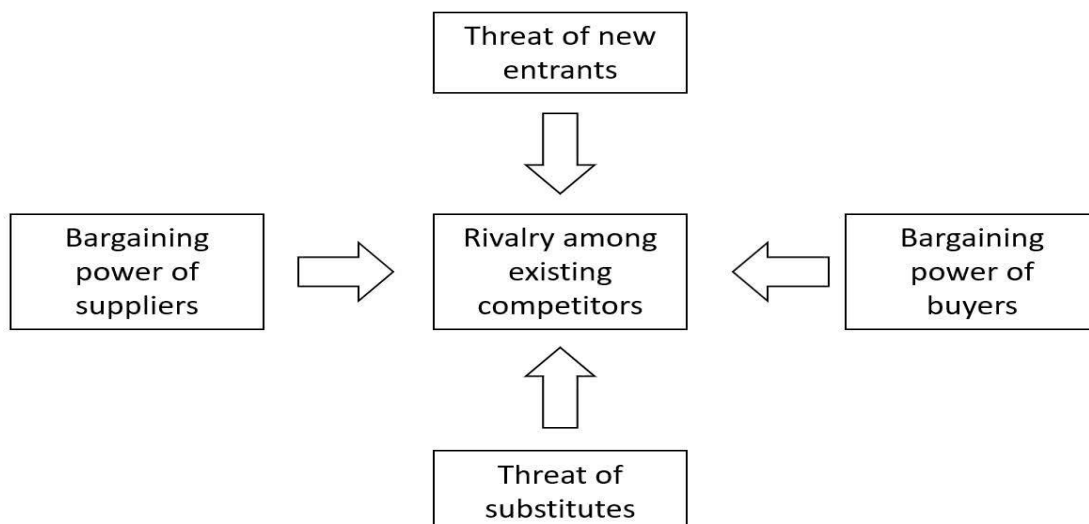 Threat of new
entrants
Bargaining
power of
suppliers
Rivalry among
existing
competitors
Bargaining
power of
buyers
Threat of
substitutes